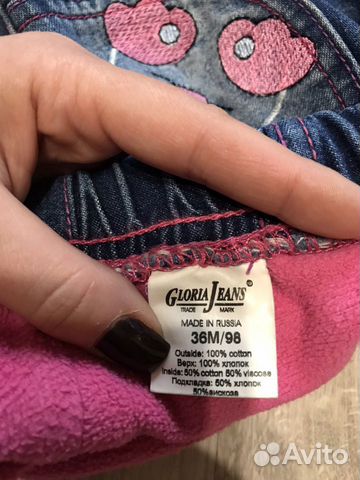 GLORIA JEANS
TRADE MARK
MADE IN RUSSIA
36M/98
Outside: 100% cotton
Верх: 100% хлопок
Inside: 50% cotton 50% viscose
Подкладка: 50% хлопок
50% вискоза
Avito